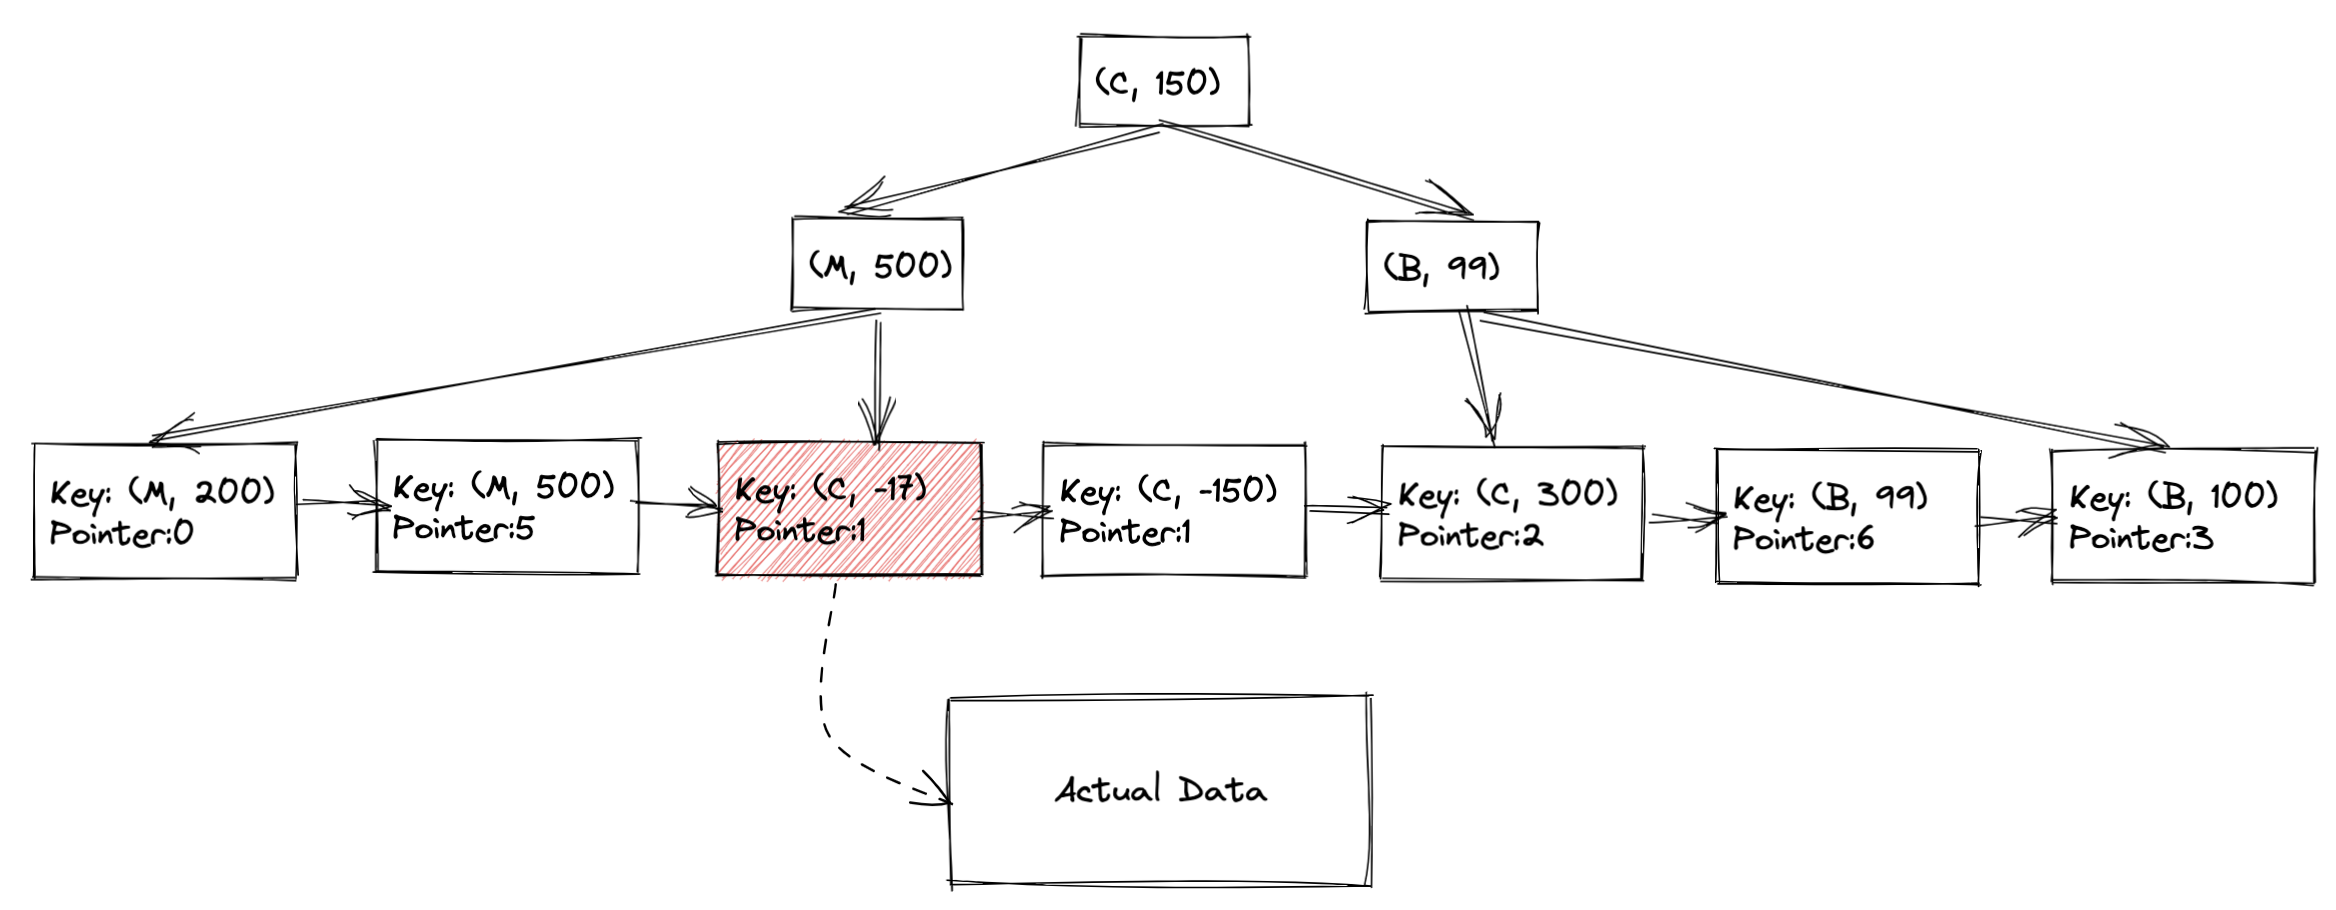 (C, 150)
(M, 500)
(B, 99)
Key: (M, 200)
Pointer:0
Key: (M, 500)
Pointer:5
Key: (C, -17)
Pointer:1
Key: (C, -150)
Pointer:1
Key: (C, 300)
Pointer:2
Key: (B, 99)
Pointer:6
Key: (B, 100)
Pointer:3
Actual Data